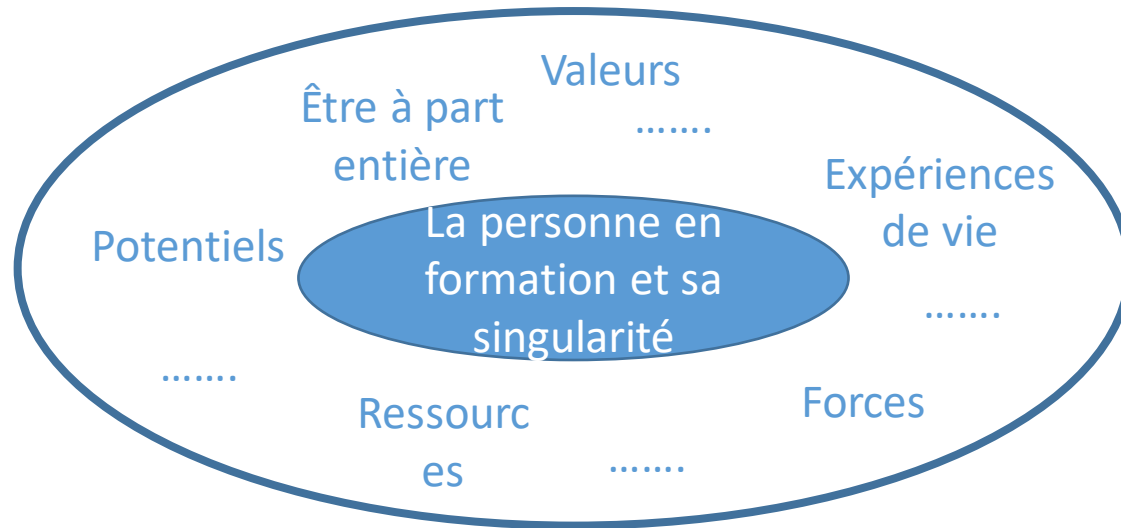 Valeurs
…….
Être à part
entière
Expériences
de vie
Potentiels
La personne en
formation et sa
singularité
…….
…….
Ressourc
es
Forces
…….